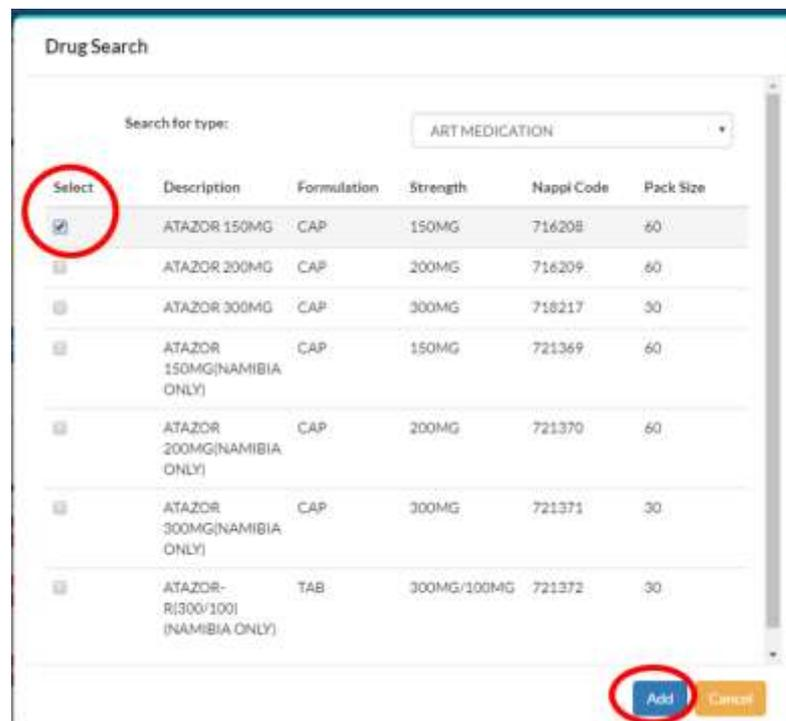 Drug Search
Search for type: ART MEDICATION
Select Description Formulation Strength Nappi Code Pack Size
ATAZOR 150MG CAP 150MG 716208 60
ATAZOR 200MG CAP 200MG 716209 60
ATAZOR 300MG CAP 300MG 718217 30
ATAZOR CAP 150MG 721369 60
150MG(NAMIBIA
ONLY)
ATAZOR CAP 200MG 721370 60
200MG(NAMIBIA
ONLY)
ATAZOR CAP 300MG 721371 30
300MG(NAMIBIA
ONLY)
ATAZOR- TAB 300MG/100MG 721372 30
R(300/100)
(NAMIBIA ONLY)
Add Cancel